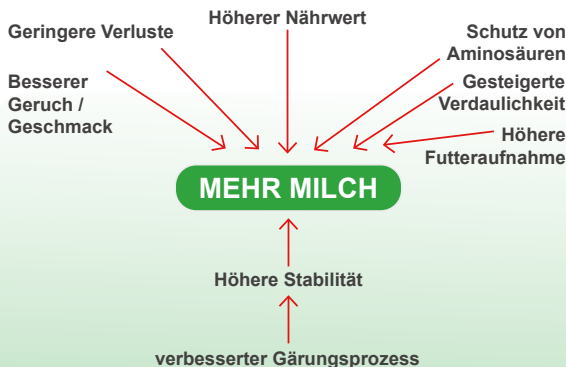 Höherer Nährwert
Geringere Verluste
Schutz von
Aminosäuren
Besserer
Geruch /
Geschmack
Gesteigerte
Verdaulichkeit
Höhere
Futteraufnahme
MEHR MILCH
Höhere Stabilität
verbesserter Gärungsprozess